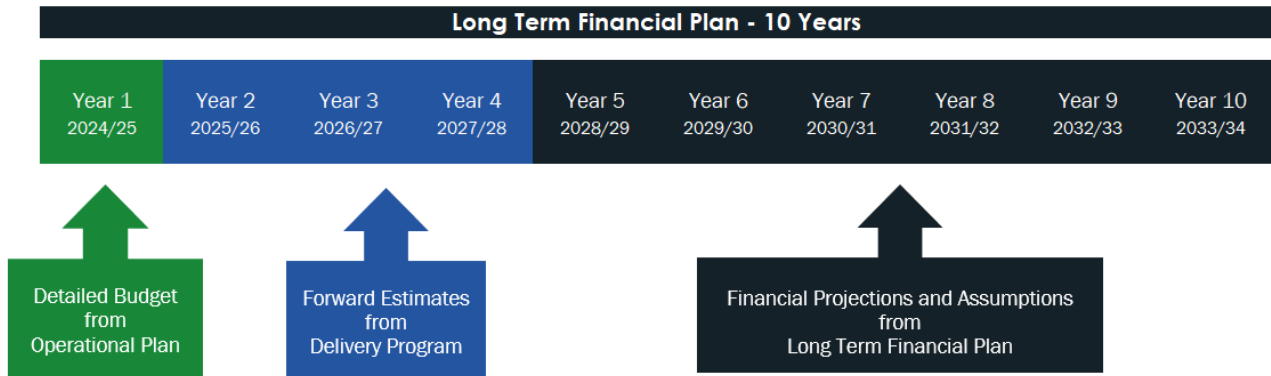 Long Term Financial Plan - 10 Years
Year 1
2024/25
Year 2
2025/26
Year 3
2026/27
Year 4
2027/28
Year 5
2028/29
Year 6
2029/30
Year 7
2030/31
Year 8
2031/32
Year 9
2032/33
Year 10
2033/34
Detailed Budget
from
Operational Plan
Forward Estimates
from
Delivery Program
Financial Projections and Assumptions
from
Long Term Financial Plan